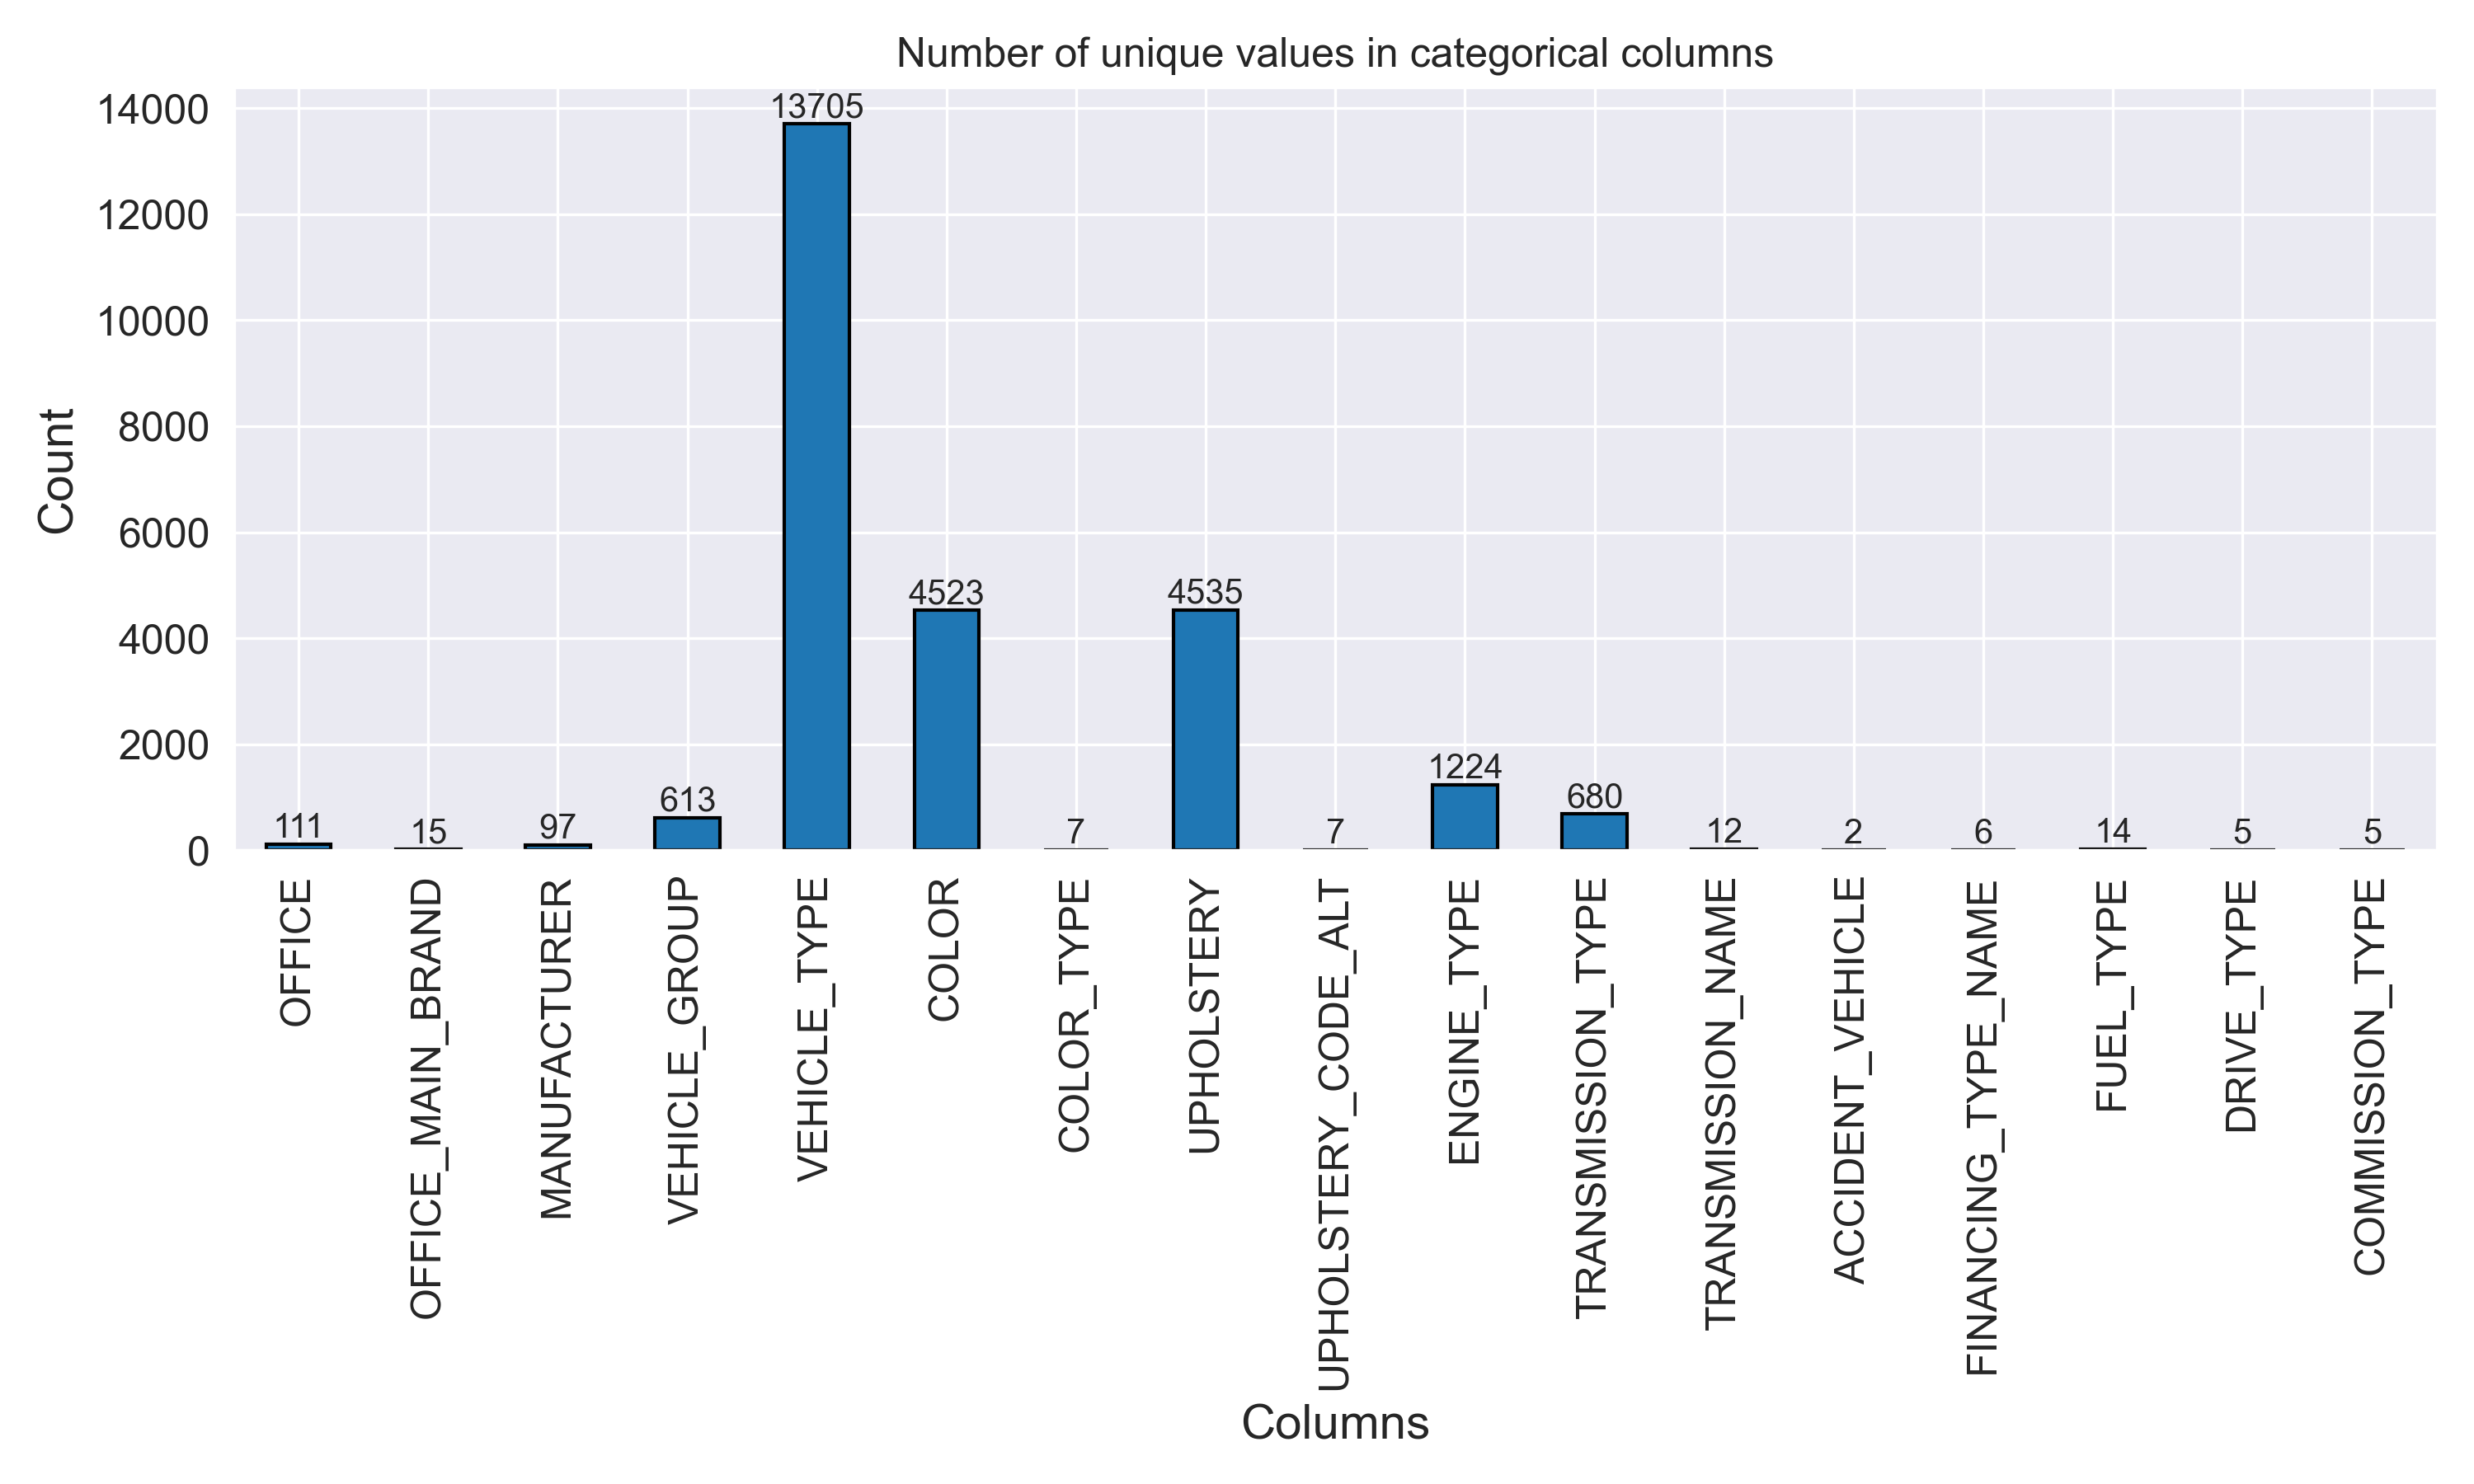 Number of unique values in categorical columns
Count
14000
12000
10000
8000
6000
4000
2000
0
111
15
97
613
13705
4523
7
4535
7
1224
680
12
2
6
14
5
5
OFFICE
OFFICE_MAIN_BRAND
MANUFACTURER
VEHICLE_GROUP
VEHICLE_TYPE
COLOR
COLOR_TYPE
UPHOLSTERY
UPHOLSTERY_CODE_ALT
ENGINE_TYPE
TRANSMISSION_TYPE
TRANSMISSION_NAME
ACCIDENT_VEHICLE
FINANCING_TYPE_NAME
FUEL_TYPE
DRIVE_TYPE
COMMISSION_TYPE
Columns